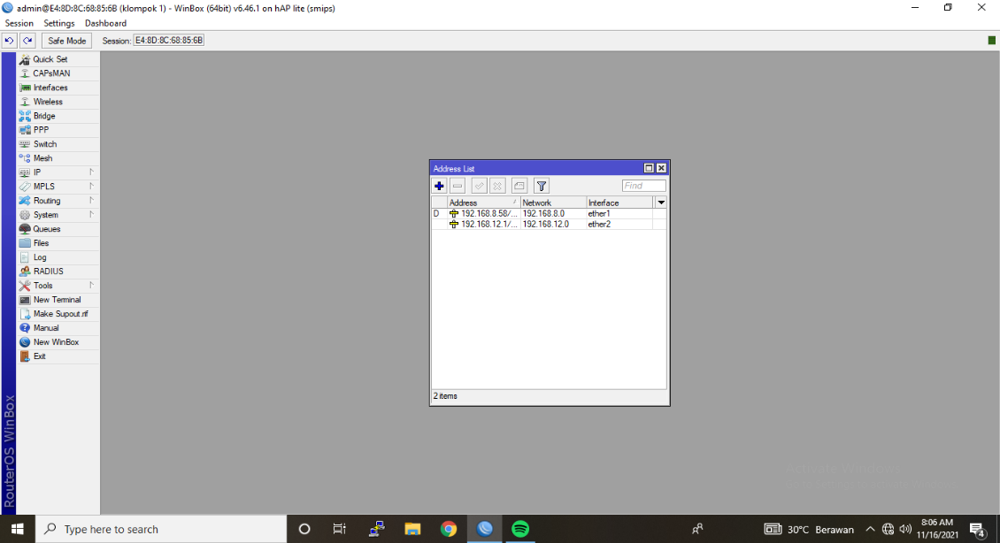 admin@E4:8D:8C:68:85:6B (klompok 1) - WinBox (64bit) v6.46.1 on hAP lite (smips)
Session Settings Dashboard
Safe Mode Session: E4:8D:8C:68:85:6B
Quick Set
CAPsMAN
Interfaces
Wireless
Bridge
PPP
Switch
Mesh
IP
MPLS
Routing
System
Queues
Files
Log
RADIUS
Tools
New Terminal
Make Supout.rif
Manual
New WinBox
Exit
RouterOS WinBox
Address List
Find
Address Network Interface
D 192.168.8.58/... 192.168.8.0 ether1
192.168.12.1/... 192.168.12.0 ether2
2 items
Type here to search
30°C Berawan
8:06 AM
11/16/2021
4